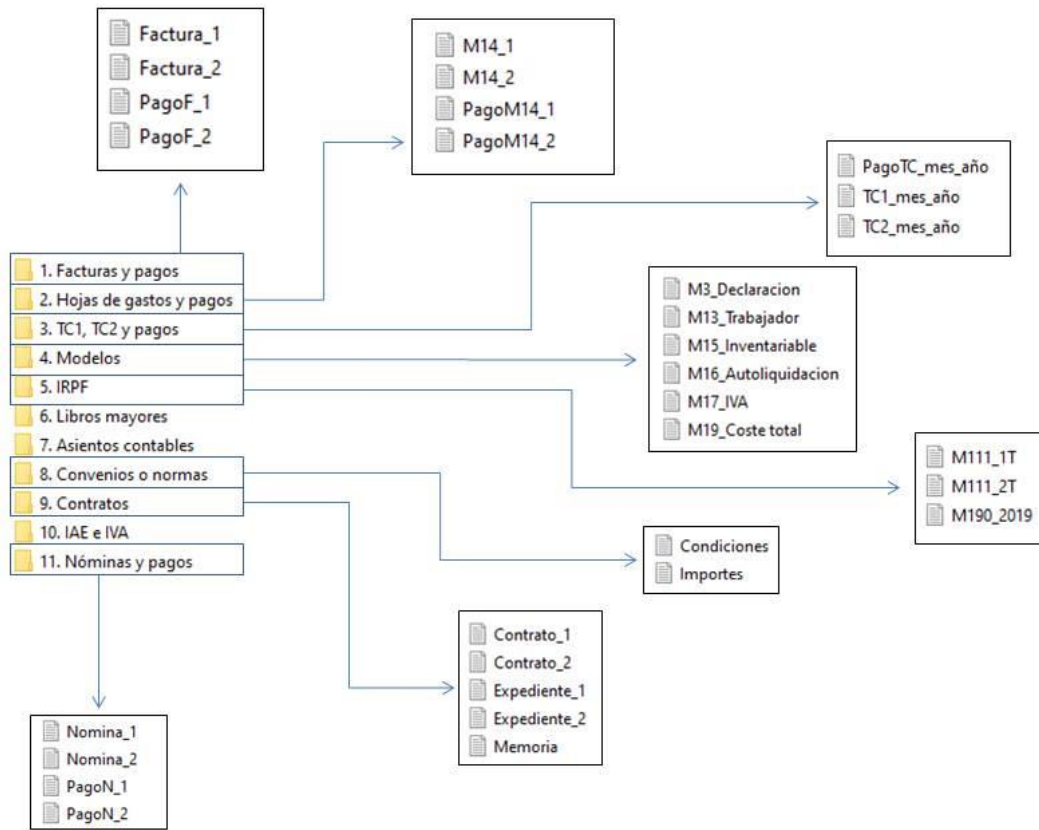 Factura_1
Factura_2
PagoF_1
PagoF_2
M14_1
M14_2
PagoM14_1
PagoM14_2
PagoTC_mes_año
TC1_mes_año
TC2_mes_año
1. Facturas y pagos
2. Hojas de gastos y pagos
3. TC1, TC2 y pagos
4. Modelos
5. IRPF
6. Libros mayores
7. Asientos contables
8. Convenios o normas
9. Contratos
10. IAE e IVA
11. Nóminas y pagos
M3_Declaracion
M13_Trabajador
M15_Inventariable
M16_Autoliquidacion
M17_IVA
M19_Coste total
M111_1T
M111_2T
M190_2019
Condiciones
Importes
Contrato_1
Contrato_2
Expediente_1
Expediente_2
Memoria
Nomina_1
Nomina_2
PagoN_1
PagoN_2